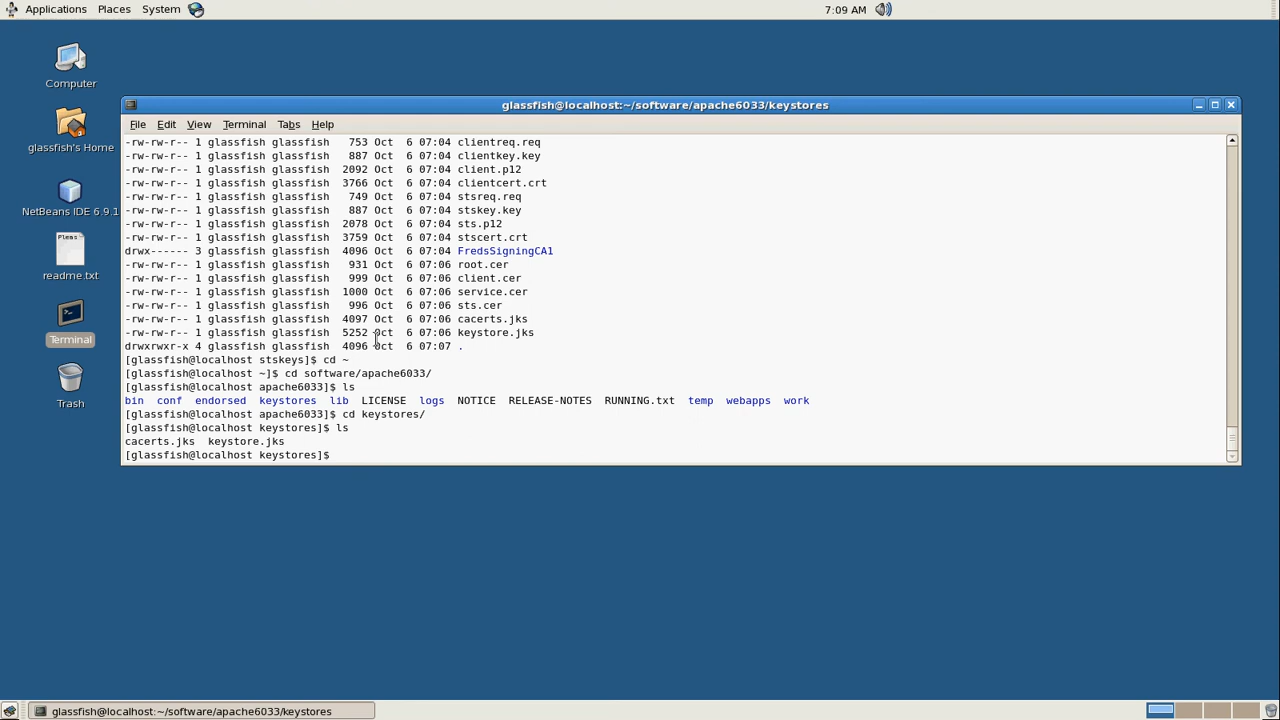 Applications Places System 7:09 AM
Computer
glassfish's Home
NetBeans IDE 6.9.1
Pleas
readme.txt
Terminal
Trash
glassfish@localhost:~/software/apache6033/keystores
File Edit View Terminal Tabs Help
-rw-rw-r-- 1 glassfish glassfish   753 Oct  6 07:04 clientreq.req
-rw-rw-r-- 1 glassfish glassfish   887 Oct  6 07:04 clientkey.key
-rw-rw-r-- 1 glassfish glassfish  2092 Oct  6 07:04 client.p12
-rw-rw-r-- 1 glassfish glassfish  3766 Oct  6 07:04 clientcert.crt
-rw-rw-r-- 1 glassfish glassfish   749 Oct  6 07:04 stsreq.req
-rw-rw-r-- 1 glassfish glassfish   887 Oct  6 07:04 stskey.key
-rw-rw-r-- 1 glassfish glassfish  2078 Oct  6 07:04 sts.p12
-rw-rw-r-- 1 glassfish glassfish  3759 Oct  6 07:04 stscert.crt
drwx------ 3 glassfish glassfish  4096 Oct  6 07:04 FredsSigningCA1
-rw-rw-r-- 1 glassfish glassfish   931 Oct  6 07:06 root.cer
-rw-rw-r-- 1 glassfish glassfish   999 Oct  6 07:06 client.cer
-rw-rw-r-- 1 glassfish glassfish  1000 Oct  6 07:06 service.cer
-rw-rw-r-- 1 glassfish glassfish   996 Oct  6 07:06 sts.cer
-rw-rw-r-- 1 glassfish glassfish  4097 Oct  6 07:06 cacerts.jks
-rw-rw-r-- 1 glassfish glassfish  5252 Oct  6 07:06 keystore.jks
drwxrwxr-x 4 glassfish glassfish  4096 Oct  6 07:07 .
[glassfish@localhost stskeys]$ cd ~
[glassfish@localhost ~]$ cd software/apache6033/
[glassfish@localhost apache6033]$ ls
bin  conf  endorsed  keystores  lib  LICENSE  logs  NOTICE  RELEASE-NOTES  RUNNING.txt  temp  webapps  work
[glassfish@localhost apache6033]$ cd keystores/
[glassfish@localhost keystores]$ ls
cacerts.jks  keystore.jks
[glassfish@localhost keystores]$
glassfish@localhost:~/software/apache6033/keystores